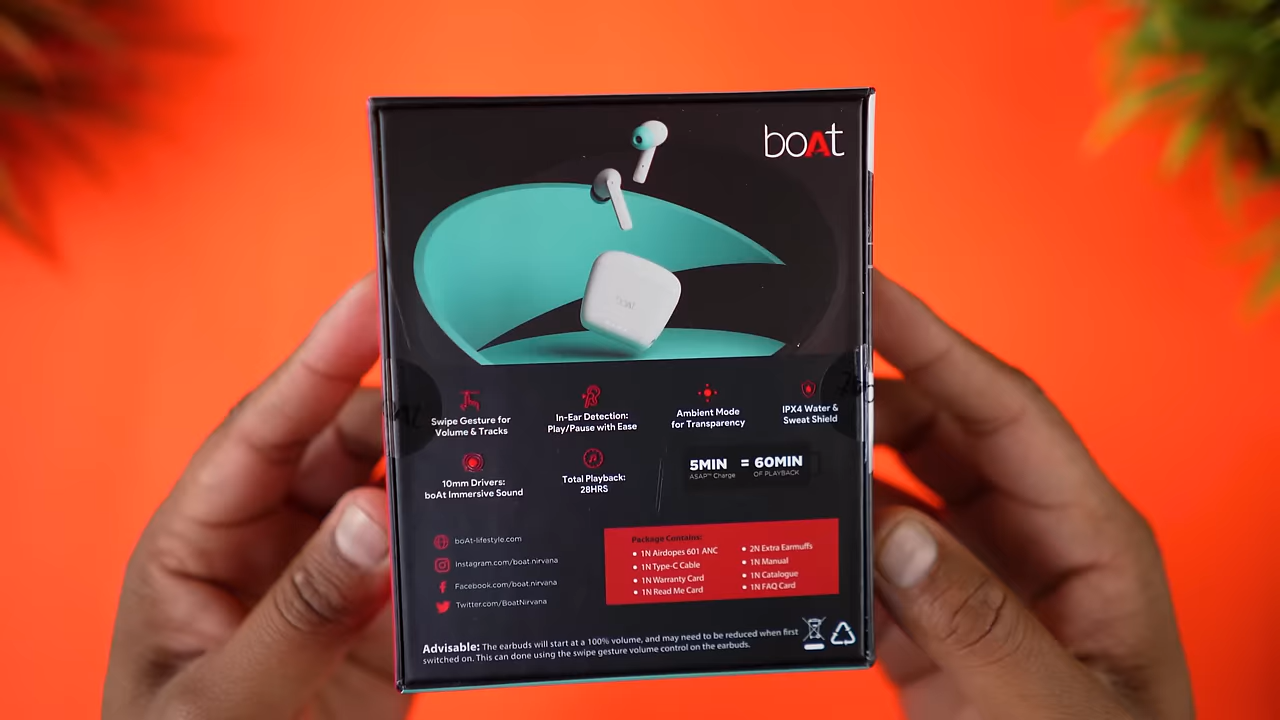 boAt
boAt
Swipe Gesture for
Volume & Tracks
In-Ear Detection:
Play/Pause with Ease
Ambient Mode
for Transparency
IPX4 Water &
Sweat Shield
10mm Drivers:
boAt Immersive Sound
Total Playback:
28HRS
5MIN = 60MIN
ASAP™ Charge OF PLAYBACK
boAt-lifestyle.com
Instagram.com/boat.nirvana
Facebook.com/boat.nirvana
Twitter.com/BoatNirvana
Package Contains:
• 1N Airdopes 601 ANC
• 1N Type-C Cable
• 1N Warranty Card
• 1N Read Me Card
• 2N Extra Earmuffs
• 1N Manual
• 1N Catalogue
• 1N FAQ Card
Advisable: The earbuds will start at a 100% volume, and may need to be reduced when first
switched on. This can done using the swipe gesture volume control on the earbuds.